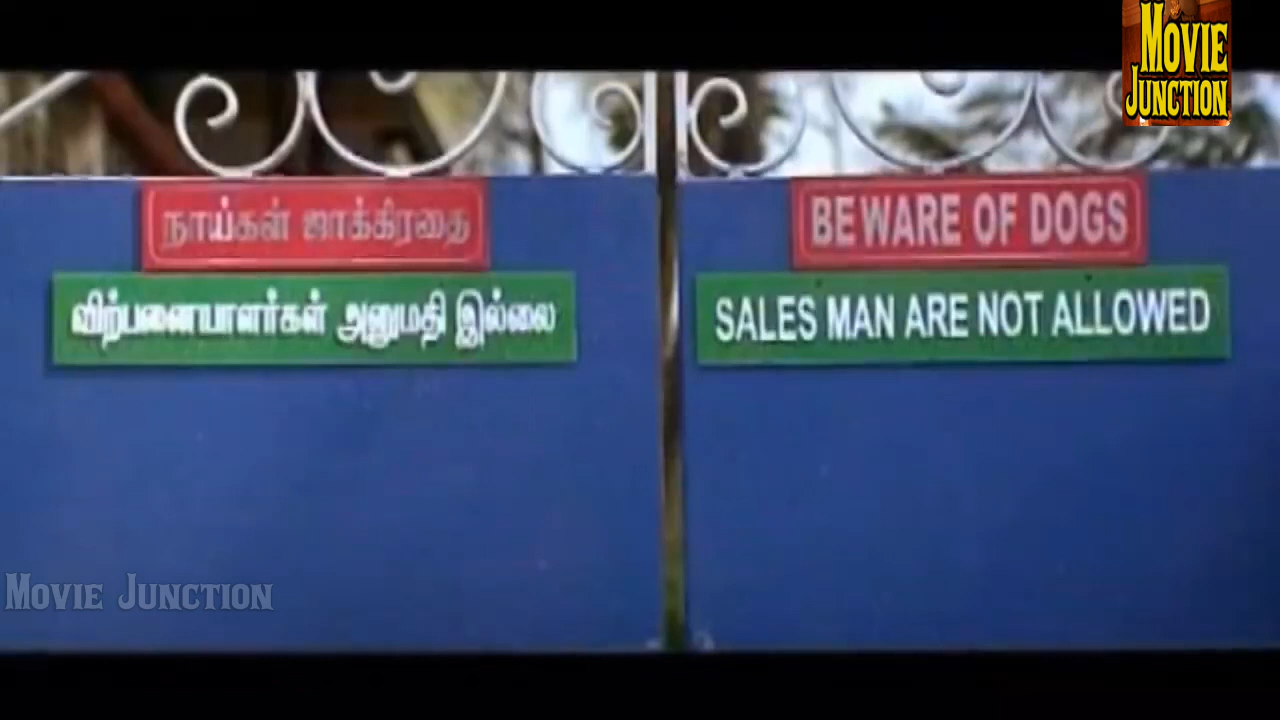 MOVIE
JUNCTION
நாய்கள் ஜாக்கிரதை
BEWARE OF DOGS
விற்பனையாளர்கள் அனுமதி இல்லை
SALES MAN ARE NOT ALLOWED
MOVIE JUNCTION